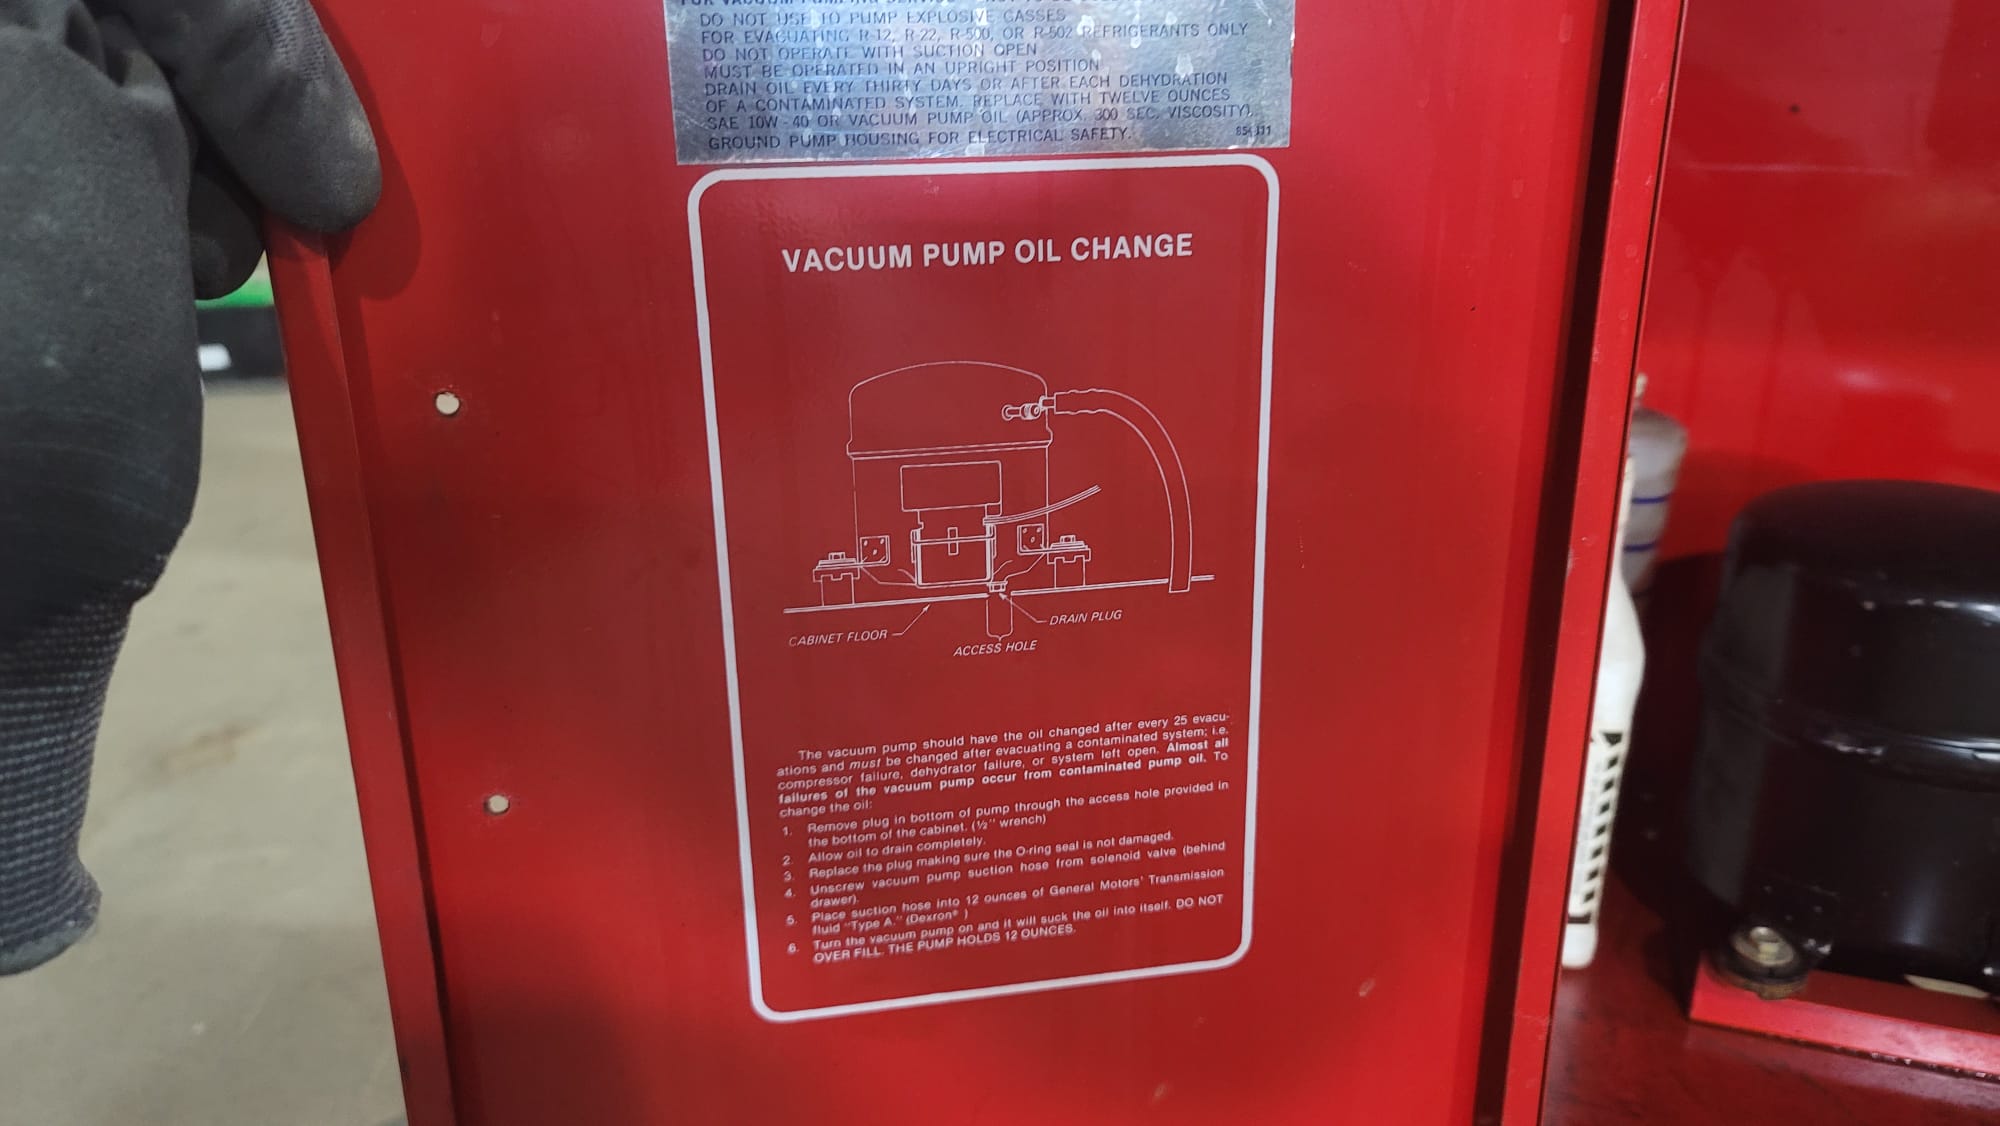 FOR VACUUM PUMPING SERVICE
DO NOT USE TO PUMP EXPLOSIVE GASSES
FOR EVACUATING R-12, R-22, R-500, OR R-502 REFRIGERANTS ONLY
DO NOT OPERATE WITH SUCTION OPEN
MUST BE OPERATED IN AN UPRIGHT POSITION
DRAIN OIL EVERY THIRTY DAYS OR AFTER EACH DEHYDRATION
OF A CONTAMINATED SYSTEM. REPLACE WITH TWELVE OUNCES
SAE 10W-40 OR VACUUM PUMP OIL (APPROX. 300 SEC. VISCOSITY).
GROUND PUMP HOUSING FOR ELECTRICAL SAFETY.
VACUUM PUMP OIL CHANGE
CABINET FLOOR
DRAIN PLUG
ACCESS HOLE
The vacuum pump should have the oil changed after every 25 evacu-
ations and must be changed after evacuating a contaminated system; i.e.
compressor failure, dehydrator failure, or system left open. Almost all
failures of the vacuum pump occur from contaminated pump oil. To
change the oil:
1. Remove plug in bottom of pump through the access hole provided in
the bottom of the cabinet. (½" wrench)
2. Allow oil to drain completely.
3. Replace the plug making sure the O-ring seal is not damaged.
4. Unscrew vacuum pump suction hose from solenoid valve (behind
drawer).
5. Place suction hose into 12 ounces of General Motors' Transmission
fluid "Type A." (Dexron® )
6. Turn the vacuum pump on and it will suck the oil into itself. DO NOT
OVER FILL. THE PUMP HOLDS 12 OUNCES.